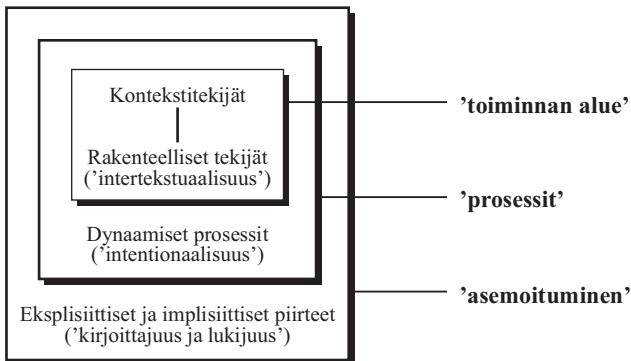 Kontekstitekijät
’toiminnan alue’
Rakenteelliset tekijät
(’intertekstuaalisuus’)
’prosessit’
Dynaamiset prosessit
(’intentionaalisuus’)
’asemoituminen’
Eksplisiittiset ja implisiittiset piirteet
(’kirjoittajuus ja lukijuus’)